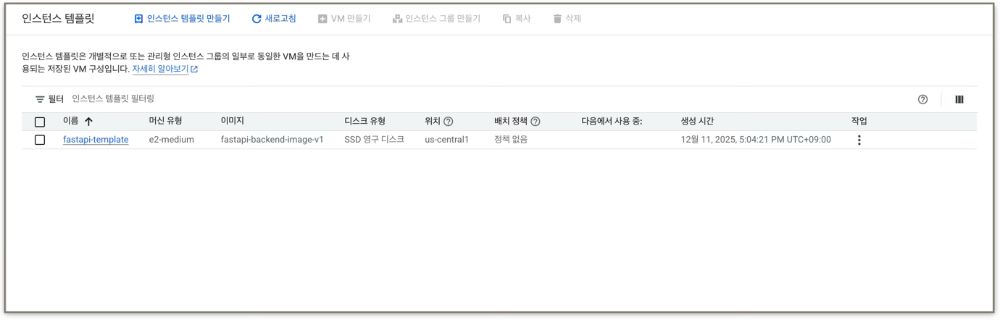 인스턴스 템플릿 인스턴스 템플릿 만들기 새로고침 VM 만들기 인스턴스 그룹 만들기 복사 삭제
인스턴스 템플릿은 개별적으로 또는 관리형 인스턴스 그룹의 일부로 동일한 VM을 만드는 데 사
용되는 저장된 VM 구성입니다. 자세히 알아보기
필터 인스턴스 템플릿 필터링
이름 머신 유형 이미지 디스크 유형 위치 배치 정책 다음에서 사용 중: 생성 시간 작업
fastapi-template e2-medium fastapi-backend-image-v1 SSD 영구 디스크 us-central1 정책 없음 12월 11, 2025, 5:04:21 PM UTC+09:00